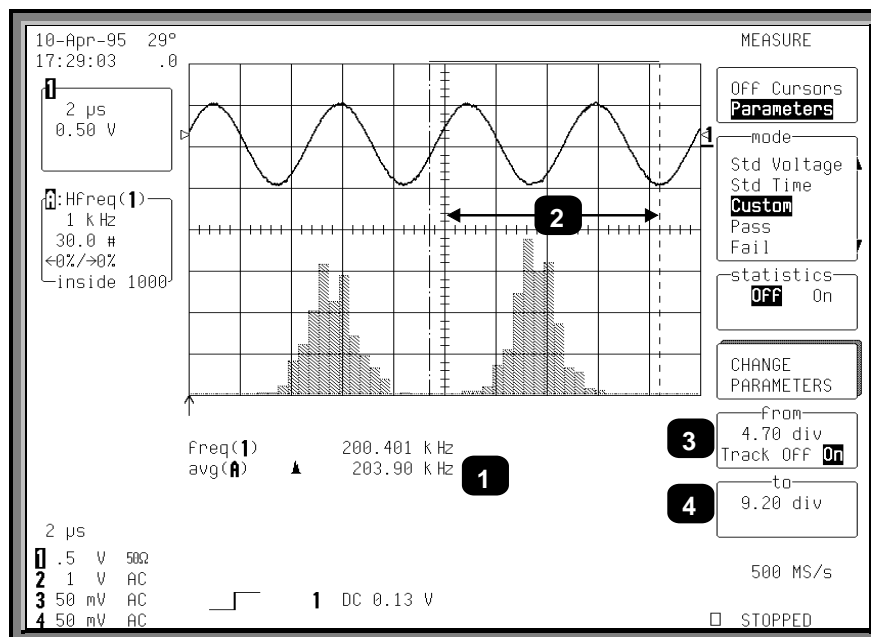 10-Apr-95 29°
17:29:03 .0
1
2 µs
0.50 V
A:Hfreq(1)
1 kHz
30.0 #
←0%/→0%
inside 1000
1
2
freq(1) 200.401 kHz
avg(A) 203.90 kHz
1
2 µs
1 .5 V 50Ω
2 1 V AC
3 50 mV AC
4 50 mV AC
1 DC 0.13 V
MEASURE
Off Cursors
Parameters
mode
Std Voltage
Std Time
Custom
Pass
Fail
statistics
Off On
CHANGE
PARAMETERS
3
from
4.70 div
Track Off On
4
to
9.20 div
500 MS/s
□ STOPPED